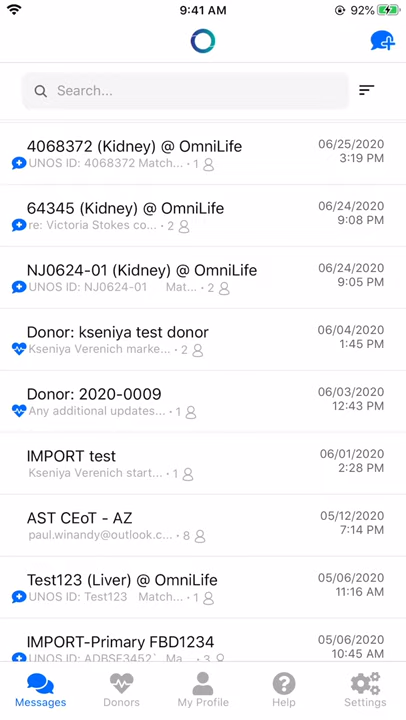 9:41 AM
92%
Search...
4068372 (Kidney) @ OmniLife
06/25/2020
UNOS ID: 4068372 Match... · 1
3:19 PM
64345 (Kidney) @ OmniLife
06/24/2020
re: Victoria Stokes co... · 2
9:08 PM
NJ0624-01 (Kidney) @ OmniLife
06/24/2020
UNOS ID: NJ0624-01 Mat... · 2
9:05 PM
Donor: kseniya test donor
06/04/2020
Kseniya Verenich marke... · 2
1:45 PM
Donor: 2020-0009
06/03/2020
Any additional updates... · 1
12:43 PM
IMPORT test
06/01/2020
Kseniya Verenich start... · 1
2:28 PM
AST CEoT - AZ
05/12/2020
paul.winandy@outlook.c... · 8
7:14 PM
Test123 (Liver) @ OmniLife
05/06/2020
UNOS ID: Test123 Match... · 1
11:16 AM
IMPORT-Primary FBD1234
05/06/2020
UNOS ID: Ma... · 3
10:45 AM
Messages
Donors
My Profile
Help
Settings